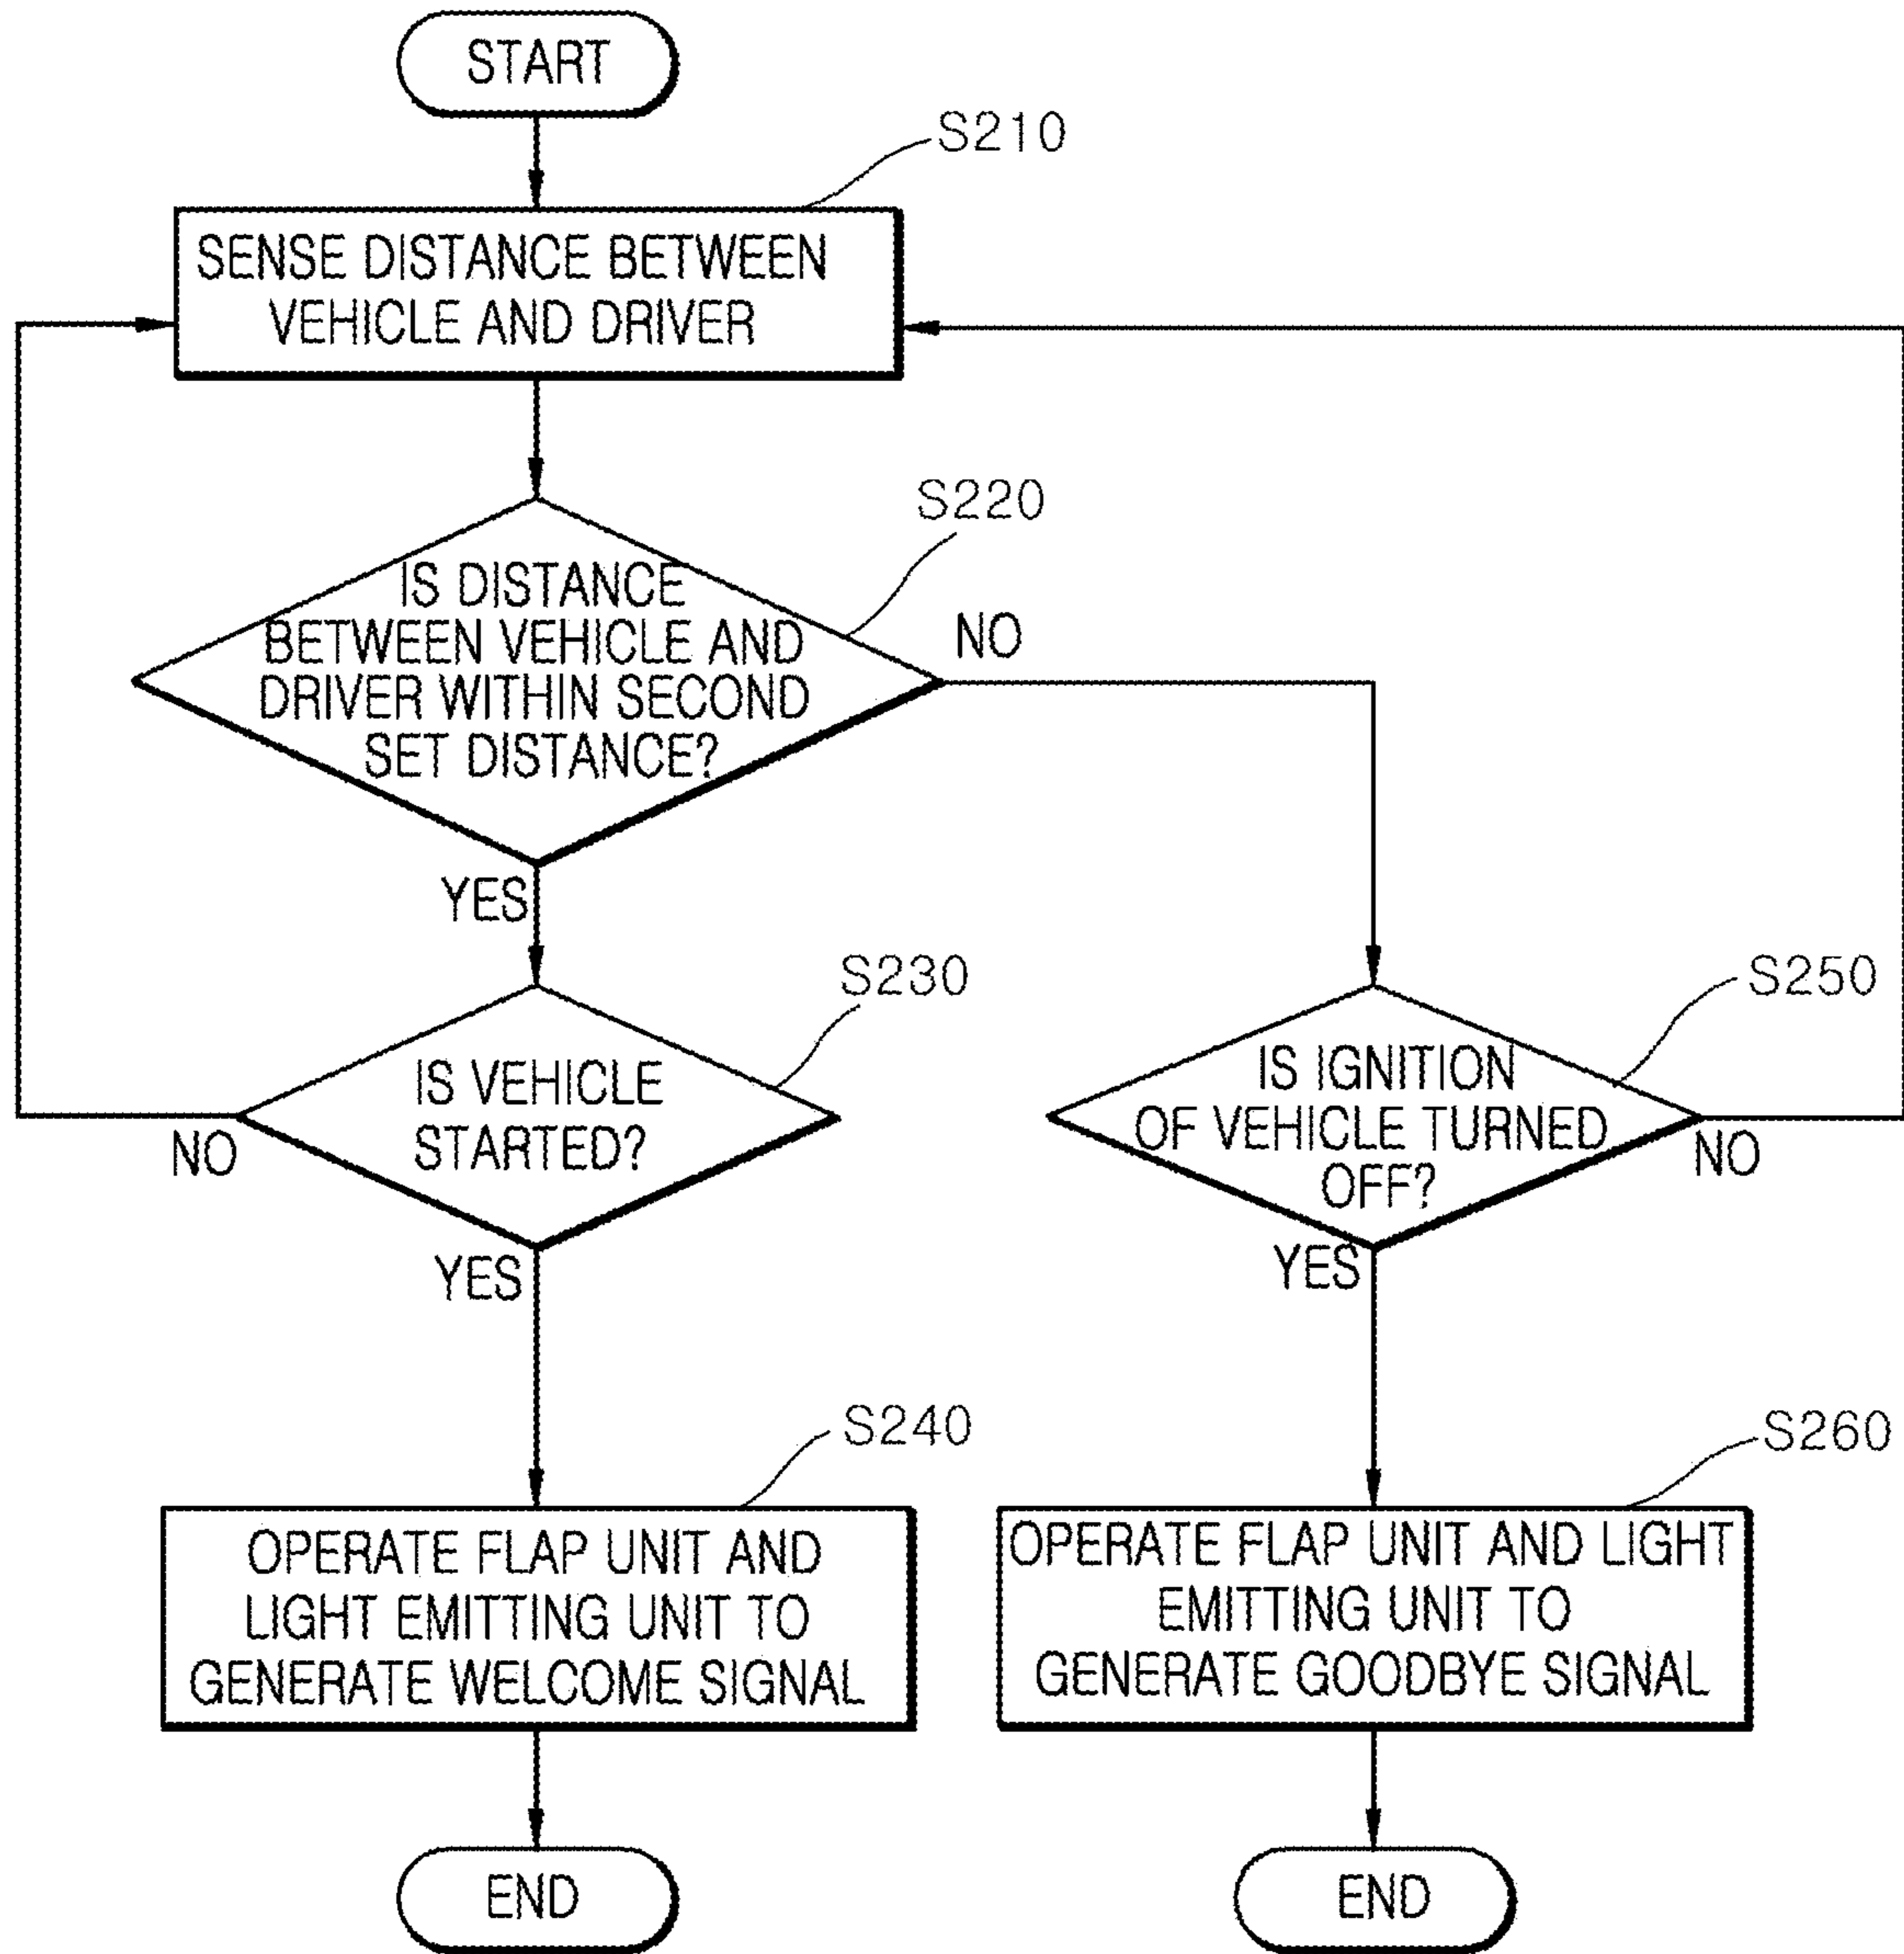 START
S210
SENSE DISTANCE BETWEEN
VEHICLE AND DRIVER
S220
IS DISTANCE
BETWEEN VEHICLE AND
DRIVER WITHIN SECOND
SET DISTANCE?
NO
YES
S230
IS VEHICLE
STARTED?
NO
YES
S250
IS IGNITION
OF VEHICLE TURNED
OFF?
NO
YES
S240
OPERATE FLAP UNIT AND
LIGHT EMITTING UNIT TO
GENERATE WELCOME SIGNAL
S260
OPERATE FLAP UNIT AND LIGHT
EMITTING UNIT TO
GENERATE GOODBYE SIGNAL
END
END